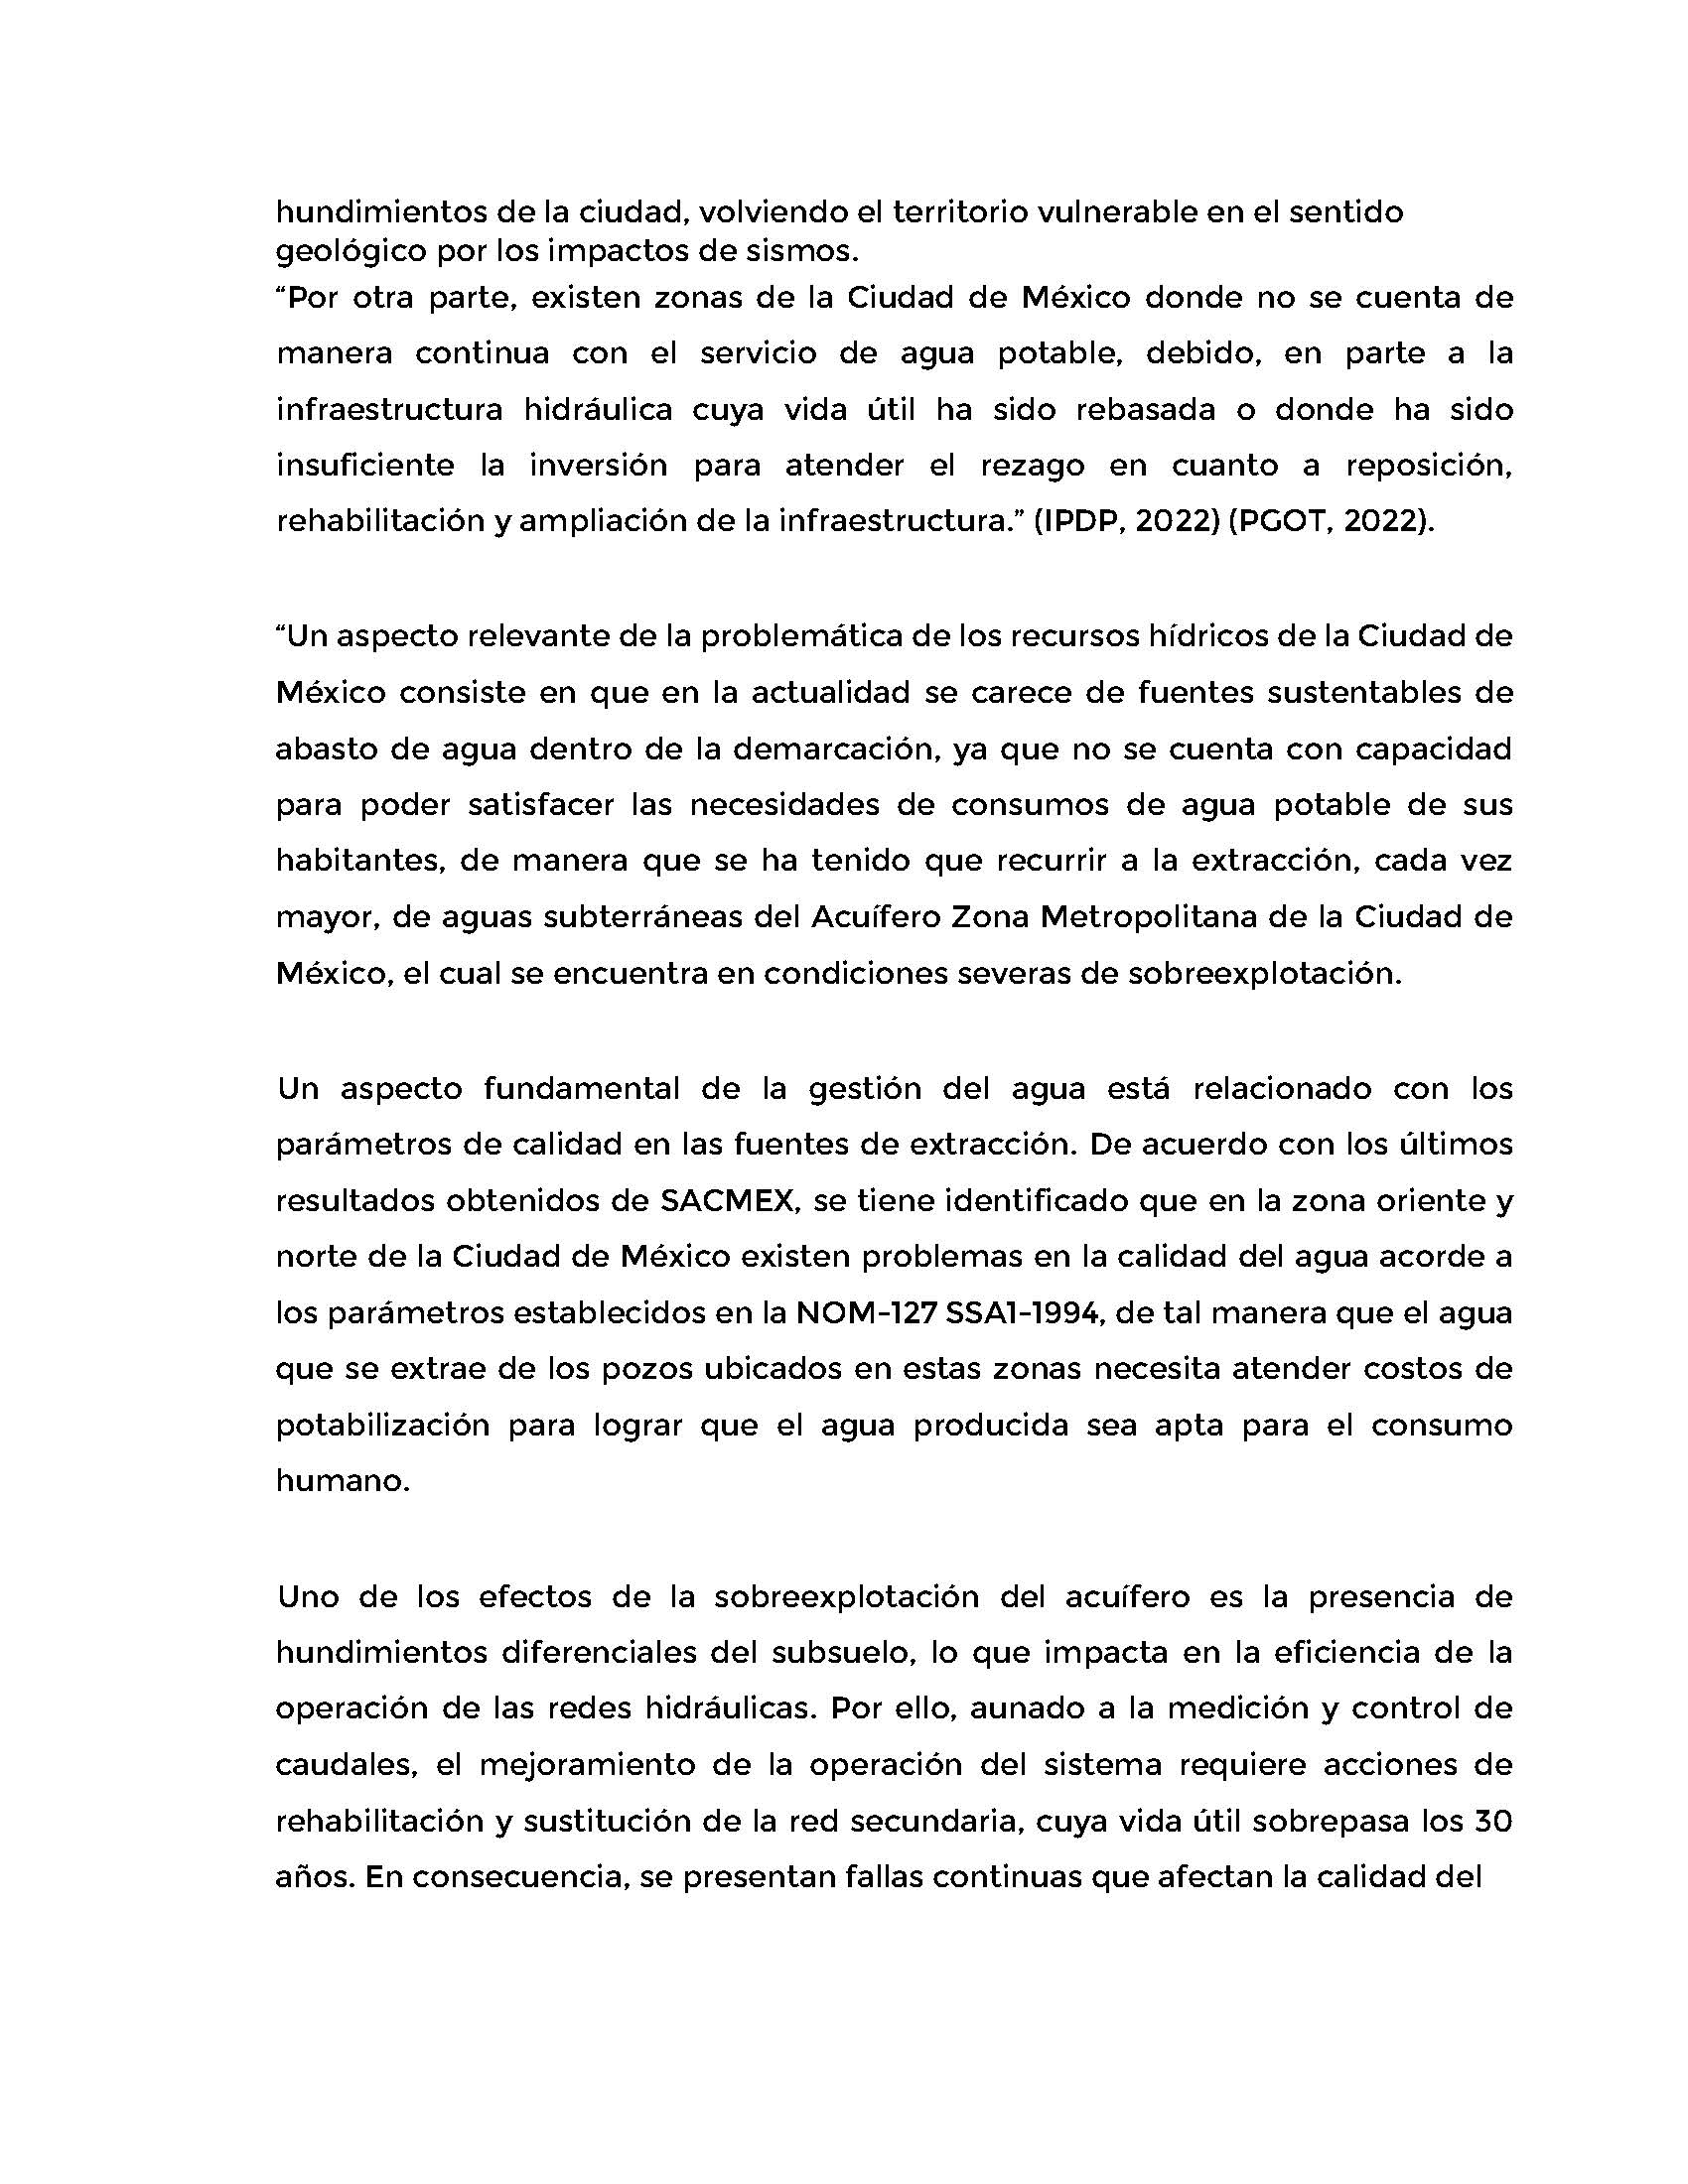 hundimientos de la ciudad, volviendo el territorio vulnerable en el sentido
geológico por los impactos de sismos.
“Por otra parte, existen zonas de la Ciudad de México donde no se cuenta de
manera continua con el servicio de agua potable, debido, en parte a la
infraestructura hidráulica cuya vida útil ha sido rebasada o donde ha sido
insuficiente la inversión para atender el rezago en cuanto a reposición,
rehabilitación y ampliación de la infraestructura.” (IPDP, 2022) (PGOT, 2022).
“Un aspecto relevante de la problemática de los recursos hídricos de la Ciudad de
México consiste en que en la actualidad se carece de fuentes sustentables de
abasto de agua dentro de la demarcación, ya que no se cuenta con capacidad
para poder satisfacer las necesidades de consumos de agua potable de sus
habitantes, de manera que se ha tenido que recurrir a la extracción, cada vez
mayor, de aguas subterráneas del Acuífero Zona Metropolitana de la Ciudad de
México, el cual se encuentra en condiciones severas de sobreexplotación.
Un aspecto fundamental de la gestión del agua está relacionado con los
parámetros de calidad en las fuentes de extracción. De acuerdo con los últimos
resultados obtenidos de SACMEX, se tiene identificado que en la zona oriente y
norte de la Ciudad de México existen problemas en la calidad del agua acorde a
los parámetros establecidos en la NOM-127 SSA1-1994, de tal manera que el agua
que se extrae de los pozos ubicados en estas zonas necesita atender costos de
potabilización para lograr que el agua producida sea apta para el consumo
humano.
Uno de los efectos de la sobreexplotación del acuífero es la presencia de
hundimientos diferenciales del subsuelo, lo que impacta en la eficiencia de la
operación de las redes hidráulicas. Por ello, aunado a la medición y control de
caudales, el mejoramiento de la operación del sistema requiere acciones de
rehabilitación y sustitución de la red secundaria, cuya vida útil sobrepasa los 30
años. En consecuencia, se presentan fallas continuas que afectan la calidad del